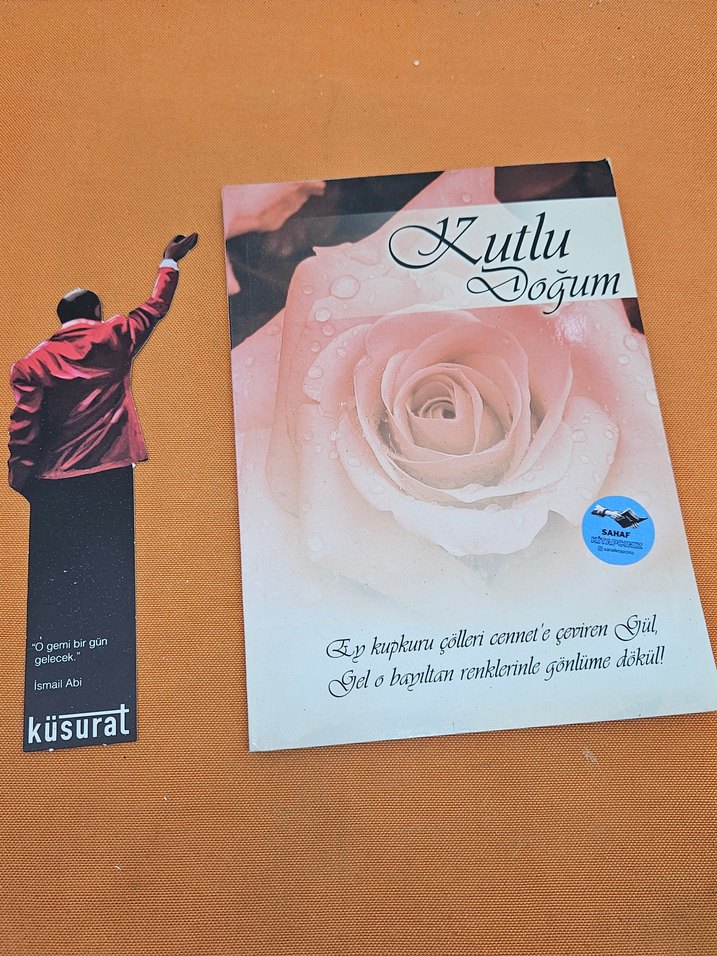 "O gemi bir gün
gelecek."
İsmail Abi
küsurat
Kutlu
Doğum
SAHAF
Ey kupkuru çölleri cennet'e çeviren Gül,
Gel o bayıltan renklerinle gönlüme dökül!